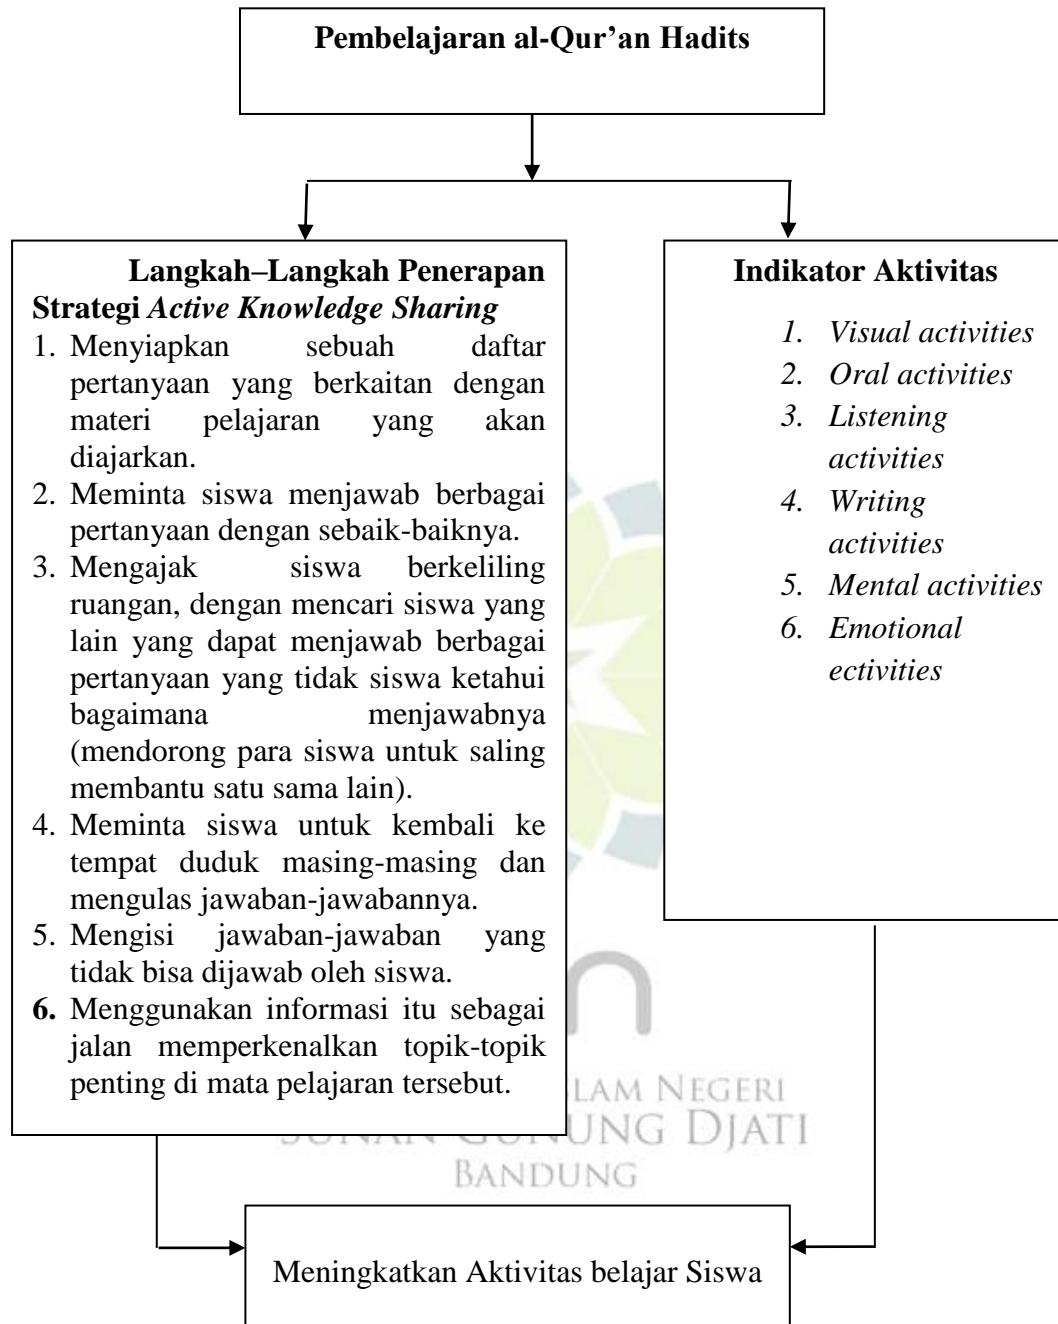 Pembelajaran al-Qur’an Hadits
Langkah–Langkah Penerapan
Strategi Active Knowledge Sharing
1. Menyiapkan sebuah daftar
pertanyaan yang berkaitan dengan
materi pelajaran yang akan
diajarkan.
2. Meminta siswa menjawab berbagai
pertanyaan dengan sebaik-baiknya.
3. Mengajak siswa berkeliling
ruangan, dengan mencari siswa yang
lain yang dapat menjawab berbagai
pertanyaan yang tidak siswa ketahui
bagaimana menjawabnya
(mendorong para siswa untuk saling
membantu satu sama lain).
4. Meminta siswa untuk kembali ke
tempat duduk masing-masing dan
mengulas jawaban-jawabannya.
5. Mengisi jawaban-jawaban yang
tidak bisa dijawab oleh siswa.
6. Menggunakan informasi itu sebagai
jalan memperkenalkan topik-topik
penting di mata pelajaran tersebut.
Indikator Aktivitas
1. Visual activities
2. Oral activities
3. Listening
activities
4. Writing
activities
5. Mental activities
6. Emotional
ectivities
LAM NEGERI
SUNAN GUNUNG DJATI
BANDUNG
Meningkatkan Aktivitas belajar Siswa